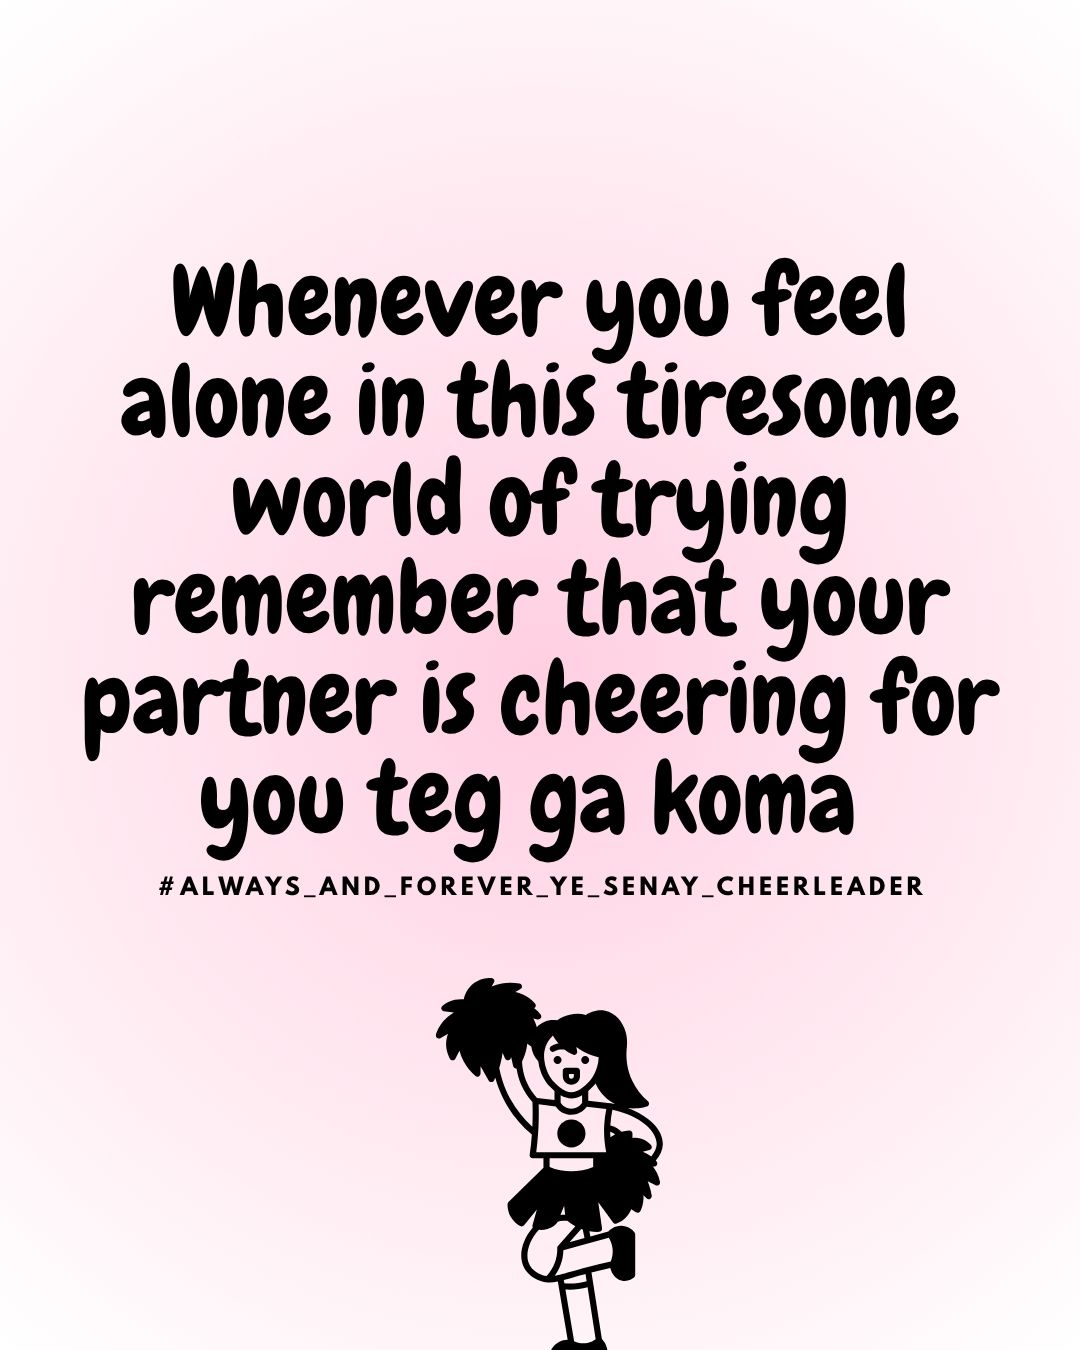 Whenever you feel
alone in this tiresome
world of trying
remember that your
partner is cheering for
you teg ga koma
#ALWAYS_AND_FOREVER_YE_SENAY_CHEERLEADER